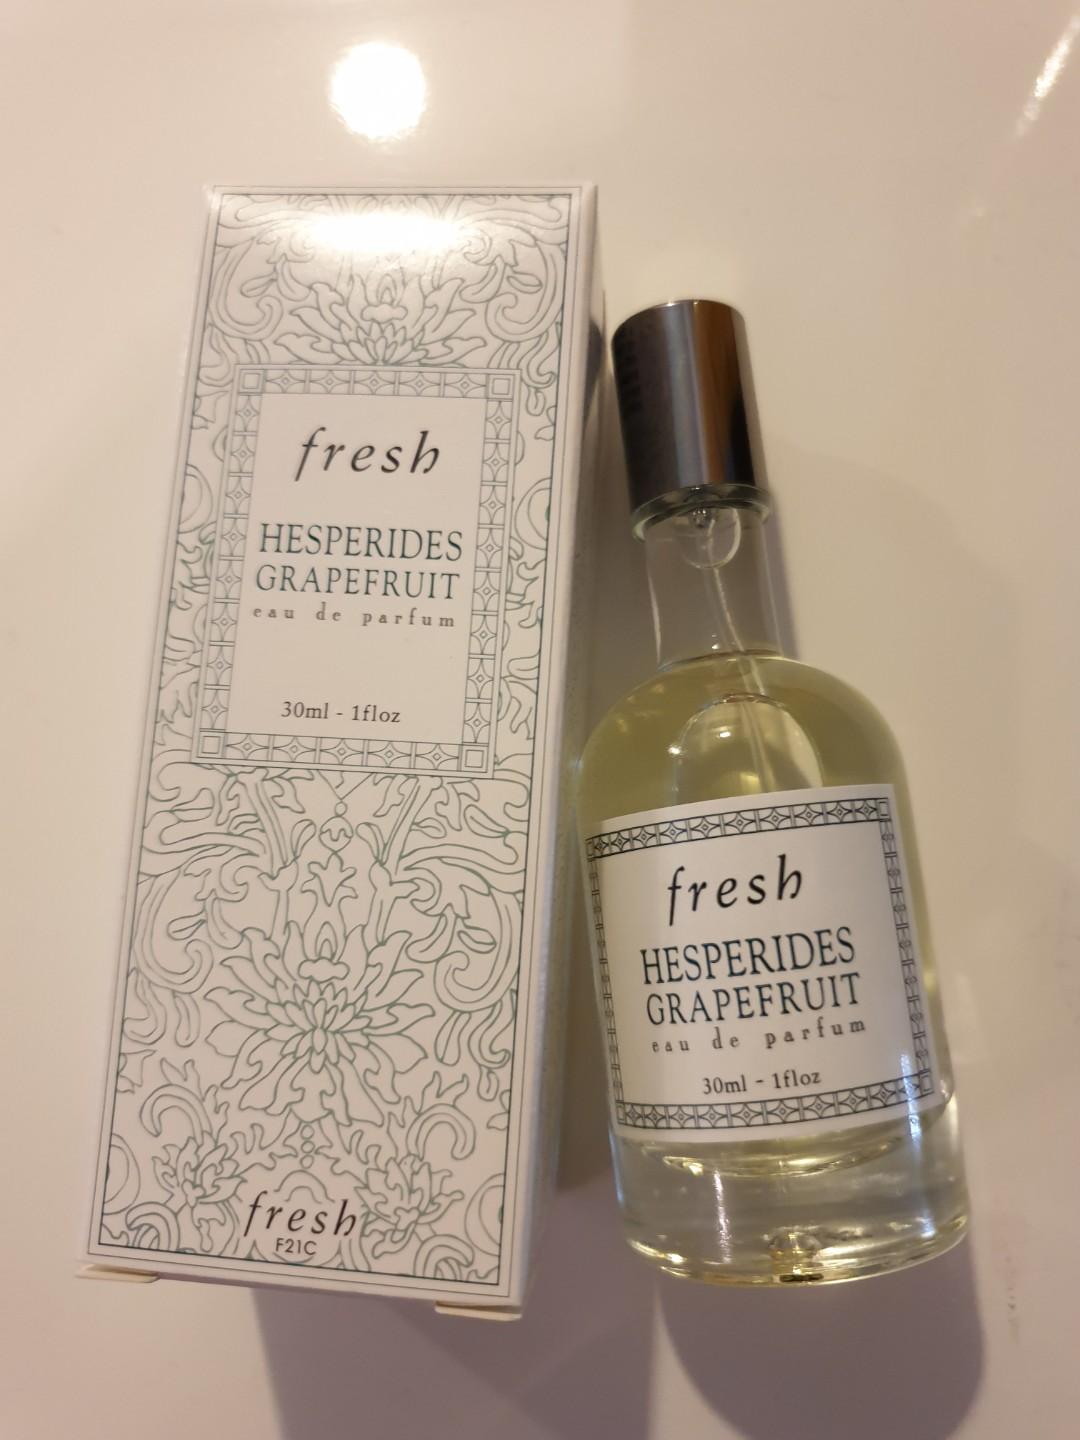 fresh
HESPERIDES
GRAPEFRUIT
eau de parfum
30ml - 1floz
fresh
F21C
fresh
HESPERIDES
GRAPEFRUIT
eau de parfum
30ml - 1floz